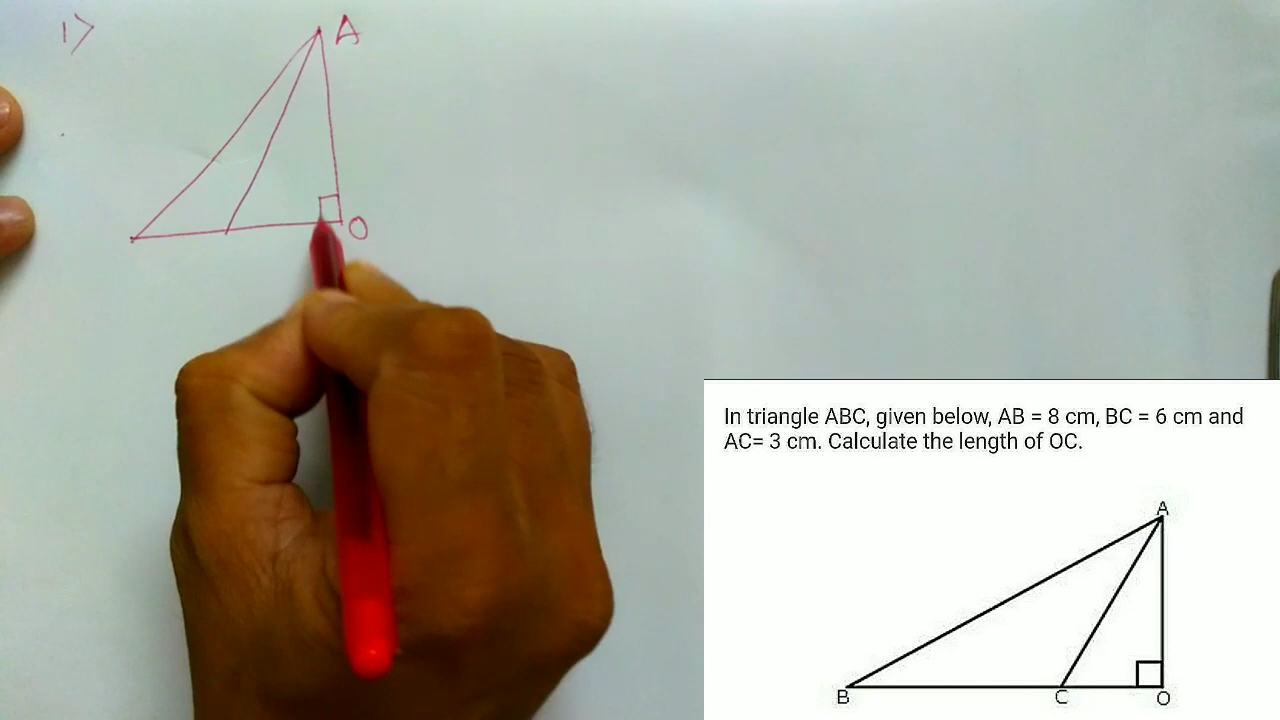 1)
A
O
In triangle ABC, given below, AB = 8 cm, BC = 6 cm and
AC= 3 cm. Calculate the length of OC.
A
B C O